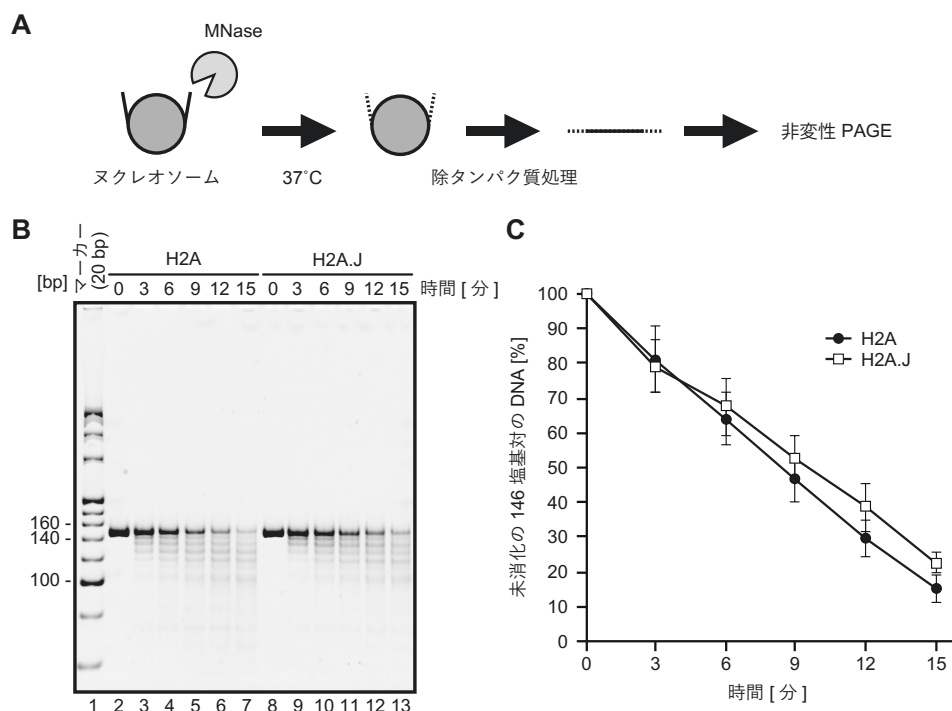 A
MNase
ヌクレオソーム
37˚C
除タンパク質処理
非変性 PAGE
B
[bp]
マーカー
(20 bp)
H2A
H2A.J
0 3 6 9 12 15 0 3 6 9 12 15 時間 [ 分 ]
160 -
140 -
100 -
1 2 3 4 5 6 7 8 9 10 11 12 13
C
未消化の 146 塩基対の DNA [%]
100
90
80
70
60
50
40
30
20
10
0
H2A
H2A.J
0 3 6 9 12 15
時間 [ 分 ]